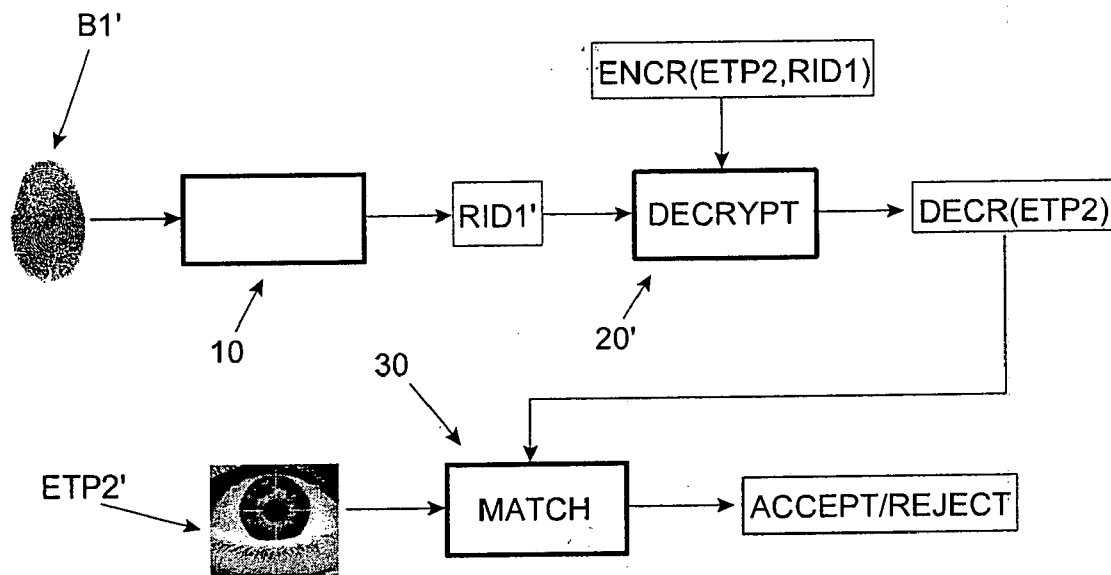 B1'
ENCR(ETP2,RID1)
RID1'
DECRYPT
DECR(ETP2)
10
20'
30
ETP2'
MATCH
ACCEPT/REJECT